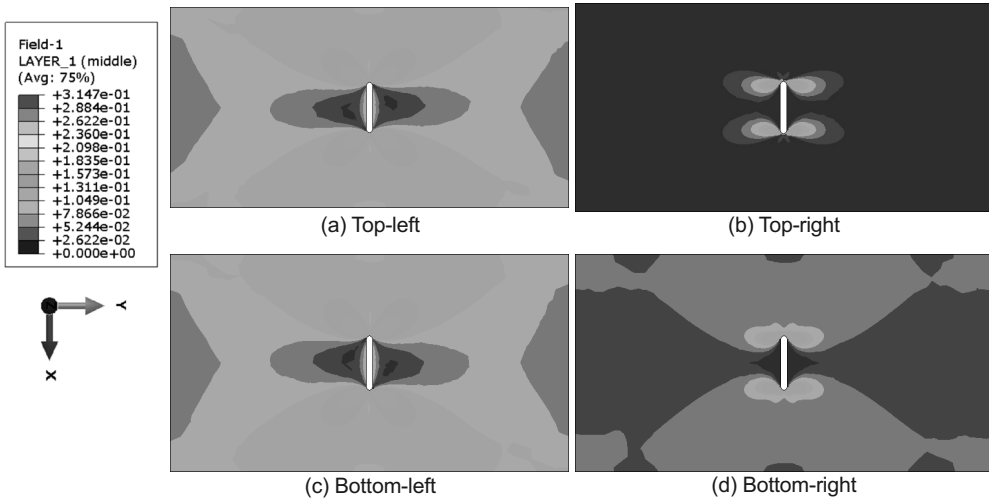 Field-1
LAYER_1 (middle)
(Avg: 75%)
+3.147e-01
+2.884e-01
+2.622e-01
+2.360e-01
+2.098e-01
+1.835e-01
+1.573e-01
+1.311e-01
+1.049e-01
+7.866e-02
+5.244e-02
+2.622e-02
+0.000e+00
(a) Top-left
(b) Top-right
Y
X
(c) Bottom-left
(d) Bottom-right